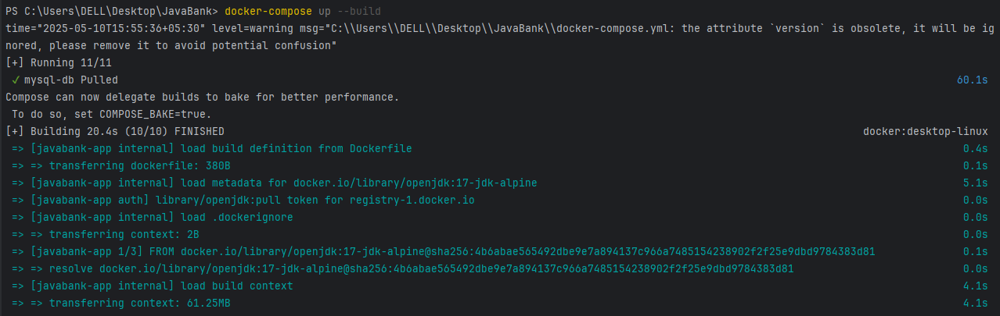 PS C:\Users\DELL\Desktop\JavaBank> docker-compose up --build
time="2025-05-10T15:55:36+05:30" level=warning msg="C:\\Users\\DELL\\Desktop\\JavaBank\\docker-compose.yml: the attribute `version` is obsolete, it will be ig
nored, please remove it to avoid potential confusion"
[+] Running 11/11
✓ mysql-db Pulled 60.1s
Compose can now delegate builds to bake for better performance.
To do so, set COMPOSE_BAKE=true.
[+] Building 20.4s (10/10) FINISHED docker:desktop-linux
=> [javabank-app internal] load build definition from Dockerfile 0.4s
=> => transferring dockerfile: 380B 0.1s
=> [javabank-app internal] load metadata for docker.io/library/openjdk:17-jdk-alpine 5.1s
=> [javabank-app auth] library/openjdk:pull token for registry-1.docker.io 0.0s
=> [javabank-app internal] load .dockerignore 0.0s
=> => transferring context: 2B 0.0s
=> [javabank-app 1/3] FROM docker.io/library/openjdk:17-jdk-alpine@sha256:4b6abae565492dbe9e7a894137c966a7485154238902f2f25e9dbd9784383d81 0.1s
=> => resolve docker.io/library/openjdk:17-jdk-alpine@sha256:4b6abae565492dbe9e7a894137c966a7485154238902f2f25e9dbd9784383d81 0.0s
=> [javabank-app internal] load build context 4.1s
=> => transferring context: 61.25MB 4.1s